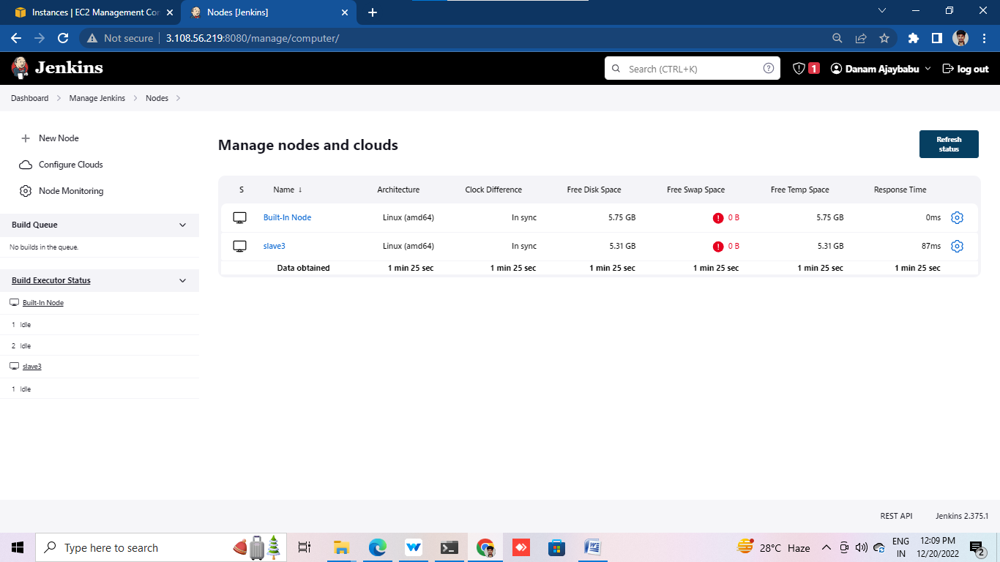 Instances | EC2 Management Con
Nodes [Jenkins]
Not secure
3.108.56.219:8080/manage/computer/
Jenkins
Search (CTRL+K)
1
Danam Ajaybabu
log out
Dashboard
Manage Jenkins
Nodes
New Node
Configure Clouds
Node Monitoring
Build Queue
No builds in the queue.
Build Executor Status
Built-In Node
1 Idle
2 Idle
slave3
1 Idle
Manage nodes and clouds
Refresh
status
S Name ↓ Architecture Clock Difference Free Disk Space Free Swap Space Free Temp Space Response Time
Built-In Node Linux (amd64) In sync 5.75 GB 0 B 5.75 GB 0ms
slave3 Linux (amd64) In sync 5.31 GB 0 B 5.31 GB 87ms
Data obtained 1 min 25 sec 1 min 25 sec 1 min 25 sec 1 min 25 sec 1 min 25 sec 1 min 25 sec
REST API
Jenkins 2.375.1
Type here to search
28°C Haze
ENG
IN
12:09 PM
12/20/2022
2